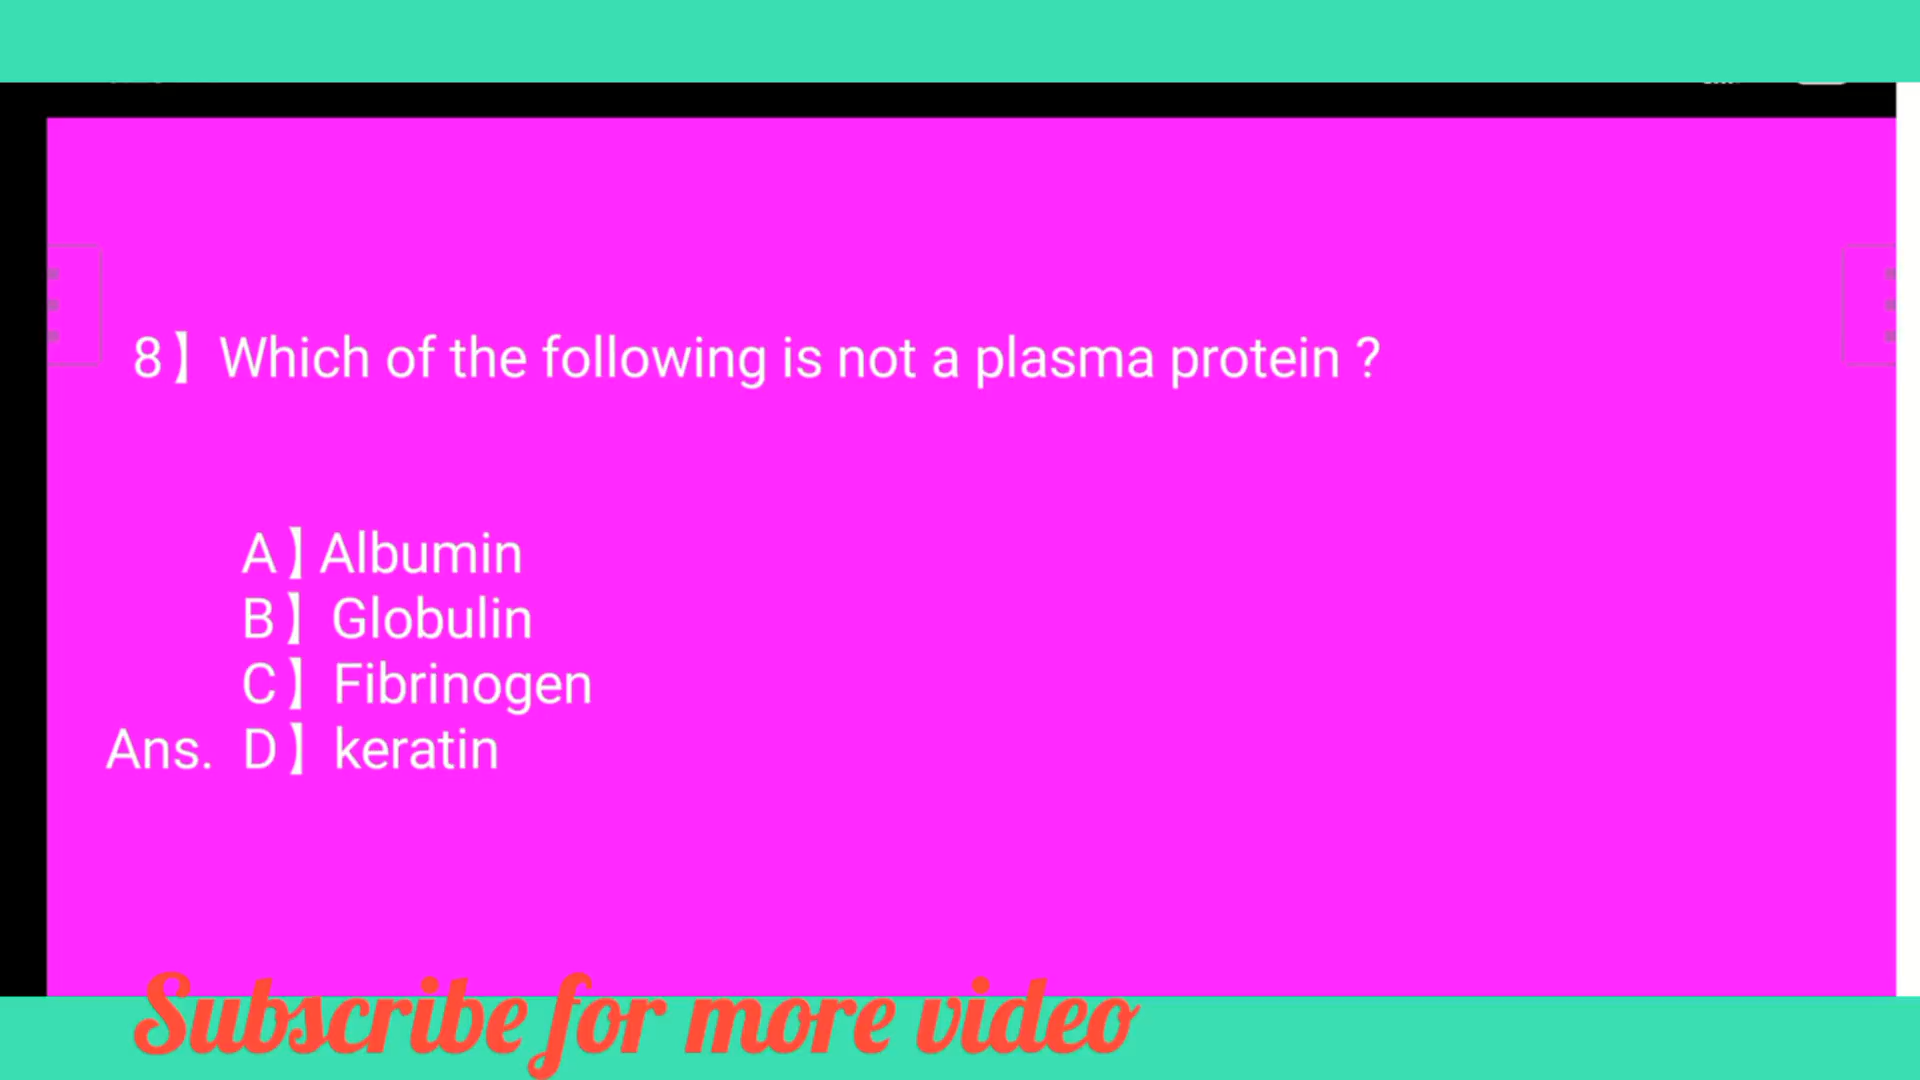 8】Which of the following is not a plasma protein ?
A】Albumin
B】Globulin
C】Fibrinogen
Ans. D】keratin
Subscribe for more video